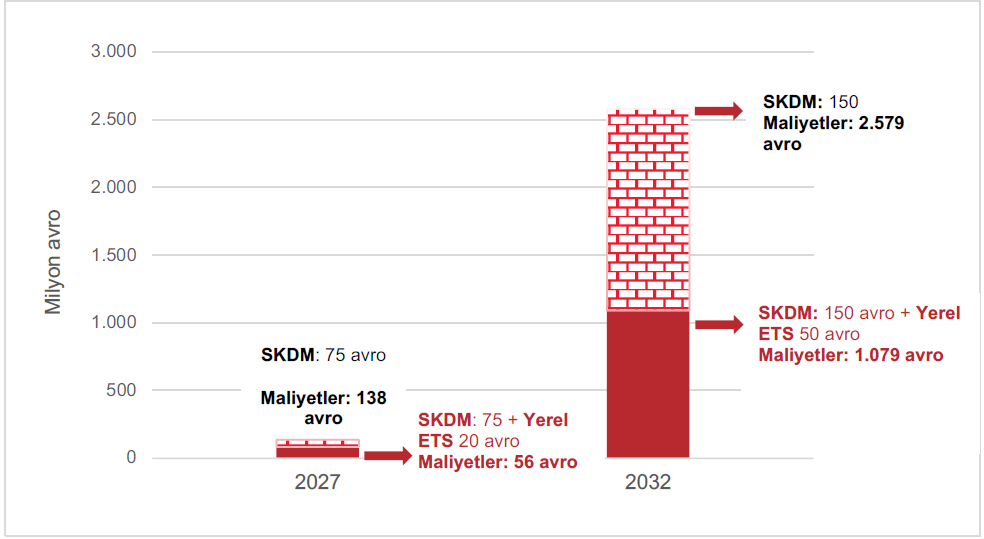 3.000
2.500
2.000
1.500
1.000
500
0
Milyon avro
SKDM: 75 avro
Maliyetler: 138
avro
SKDM: 75 + Yerel
ETS 20 avro
Maliyetler: 56 avro
SKDM: 150
Maliyetler: 2.579
avro
SKDM: 150 avro + Yerel
ETS 50 avro
Maliyetler: 1.079 avro
2027
2032